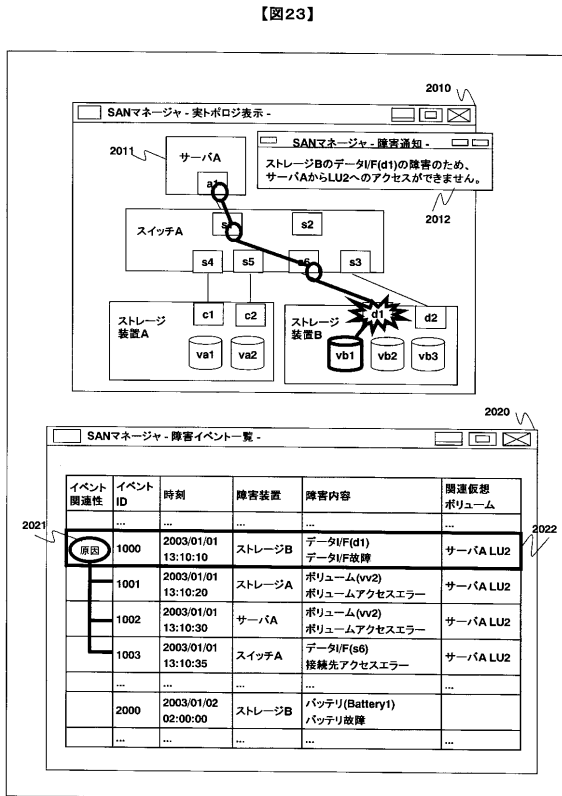 【図23】
2010
SANマネージャ - 実トポロジ表示 -
2011
サーバA
a1
SANマネージャ - 障害通知 -
ストレージBのデータI/F(d1)の障害のため、
サーバAからLU2へのアクセスができません。
2012
スイッチA
s2
s4
s5
s6
s3
ストレージ
装置A
c1
c2
va1
va2
ストレージ
装置B
d1
d2
vb1
vb2
vb3
2020
SANマネージャ - 障害イベント一覧 -
イベント
関連性
イベント
ID
時刻
障害装置
障害内容
関連仮想
ボリューム
... ... ... ... ...
2021
2022
原因
1000
2003/01/01
13:10:10
ストレージB
データI/F(d1)
データI/F故障
サーバA LU2
1001
2003/01/01
13:10:20
ストレージA
ボリューム(vv2)
ボリュームアクセスエラー
サーバA LU2
1002
2003/01/01
13:10:30
サーバA
ボリューム(vv2)
ボリュームアクセスエラー
サーバA LU2
1003
2003/01/01
13:10:35
スイッチA
データI/F(s6)
接続先アクセスエラー
サーバA LU2
... ... ... ... ... ...
2000
2003/01/02
02:00:00
ストレージB
バッテリ(Battery1)
バッテリ故障
... ... ... ... ...